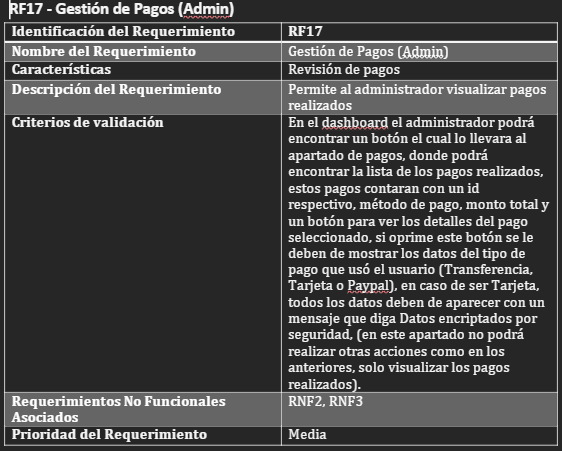 RF17 - Gestión de Pagos (Admin)
Identificación del Requerimiento RF17
Nombre del Requerimiento Gestión de Pagos (Admin)
Características Revisión de pagos
Descripción del Requerimiento Permite al administrador visualizar pagos
realizados
Criterios de validación En el dashboard el administrador podrá
encontrar un botón el cual lo llevara al
apartado de pagos, donde podrá
encontrar la lista de los pagos realizados,
estos pagos contaran con un id
respectivo, método de pago, monto total y
un botón para ver los detalles del pago
seleccionado, si oprime este botón se le
deben de mostrar los datos del tipo de
pago que usó el usuario (Transferencia,
Tarjeta o Paypal), en caso de ser Tarjeta,
todos los datos deben de aparecer con un
mensaje que diga Datos encriptados por
seguridad, (en este apartado no podrá
realizar otras acciones como en los
anteriores, solo visualizar los pagos
realizados).
Requerimientos No Funcionales RNF2, RNF3
Asociados
Prioridad del Requerimiento Media